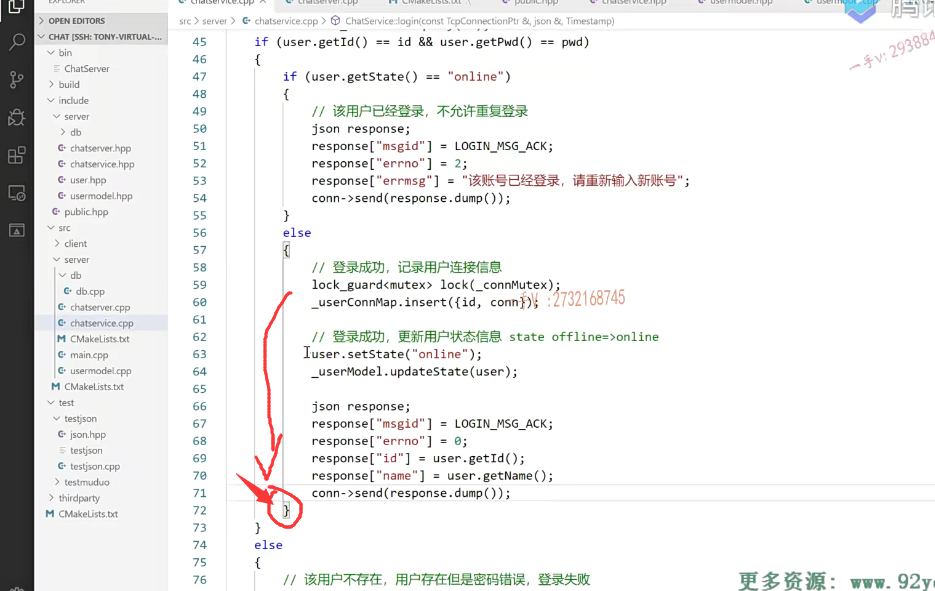 EXPLORER
OPEN EDITORS
CHAT [SSH: TONY-VIRTUAL-...
bin
ChatServer
build
include
server
db
chatserver.hpp
chatservice.hpp
user.hpp
usermodel.hpp
public.hpp
src
client
server
db
db.cpp
chatserver.cpp
chatservice.cpp
CMakeLists.txt
main.cpp
usermodel.cpp
CMakeLists.txt
test
testjson
json.hpp
testjson
testjson.cpp
testmuduo
thirdparty
CMakeLists.txt
chatservice.cpp
chatserver.cpp
CMakeLists.txt
public.hpp
chatservice.hpp
src > server > chatservice.cpp > ChatService::login(const TcpConnectionPtr &, json &, Timestamp)
45 if (user.getId() == id && user.getPwd() == pwd)
46 {
47 if (user.getState() == "online")
48 {
49 // 该用户已经登录，不允许重复登录
50 json response;
51 response["msgid"] = LOGIN_MSG_ACK;
52 response["errno"] = 2;
53 response["errmsg"] = "该账号已经登录，请重新输入新账号";
54 conn->send(response.dump());
55 }
56 else
57 {
58 // 登录成功，记录用户连接信息
59 lock_guard<mutex> lock(_connMutex);
60 _userConnMap.insert({id, conn});
61
62 // 登录成功，更新用户状态信息 state offline=>online
63 user.setState("online");
64 _userModel.updateState(user);
65
66 json response;
67 response["msgid"] = LOGIN_MSG_ACK;
68 response["errno"] = 0;
69 response["id"] = user.getId();
70 response["name"] = user.getName();
71 conn->send(response.dump());
72 }
73 }
74 else
75 {
76 // 该用户不存在，用户存在但是密码错误，登录失败
一手V:2732168745
一手v: 293884
腾讯
更多资源：www.92y